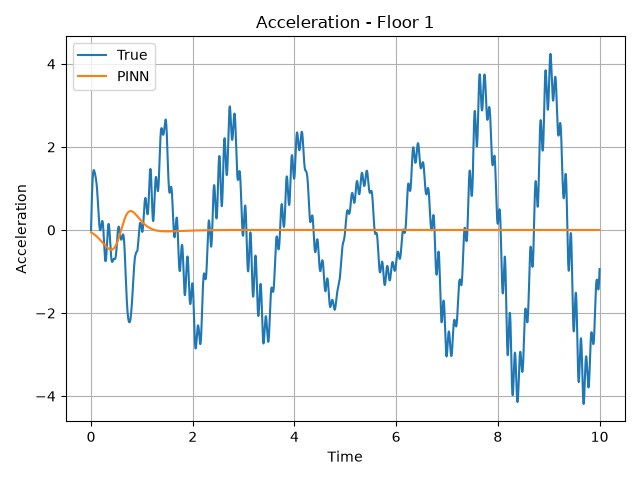 Acceleration - Floor 1
True
PINN
Acceleration
4
2
0
−2
−4
0 2 4 6 8 10
Time